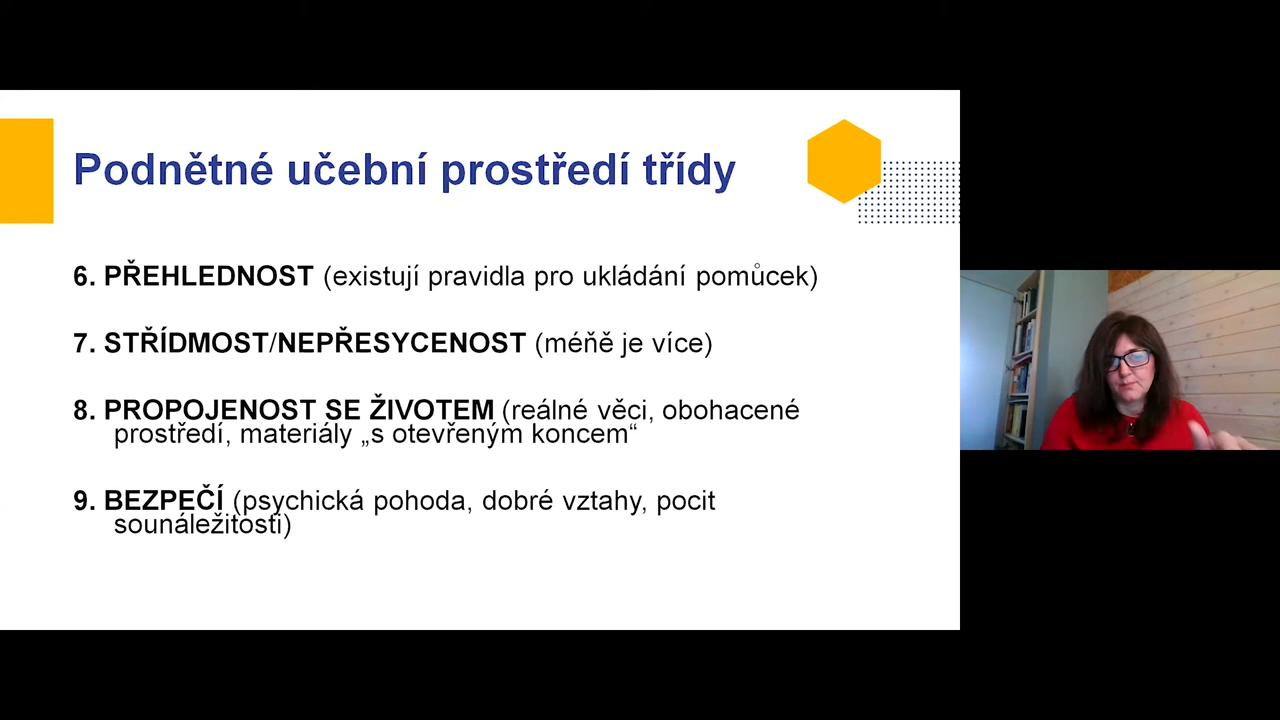 Podnětné učební prostředí třídy
6. PŘEHLEDNOST (existují pravidla pro ukládání pomůcek)
7. STŘÍDMOST/NEPŘESYCENOST (méňě je více)
8. PROPOJENOST SE ŽIVOTEM (reálné věci, obohacené
prostředí, materiály „s otevřeným koncem“
9. BEZPEČÍ (psychická pohoda, dobré vztahy, pocit
sounáležitosti)